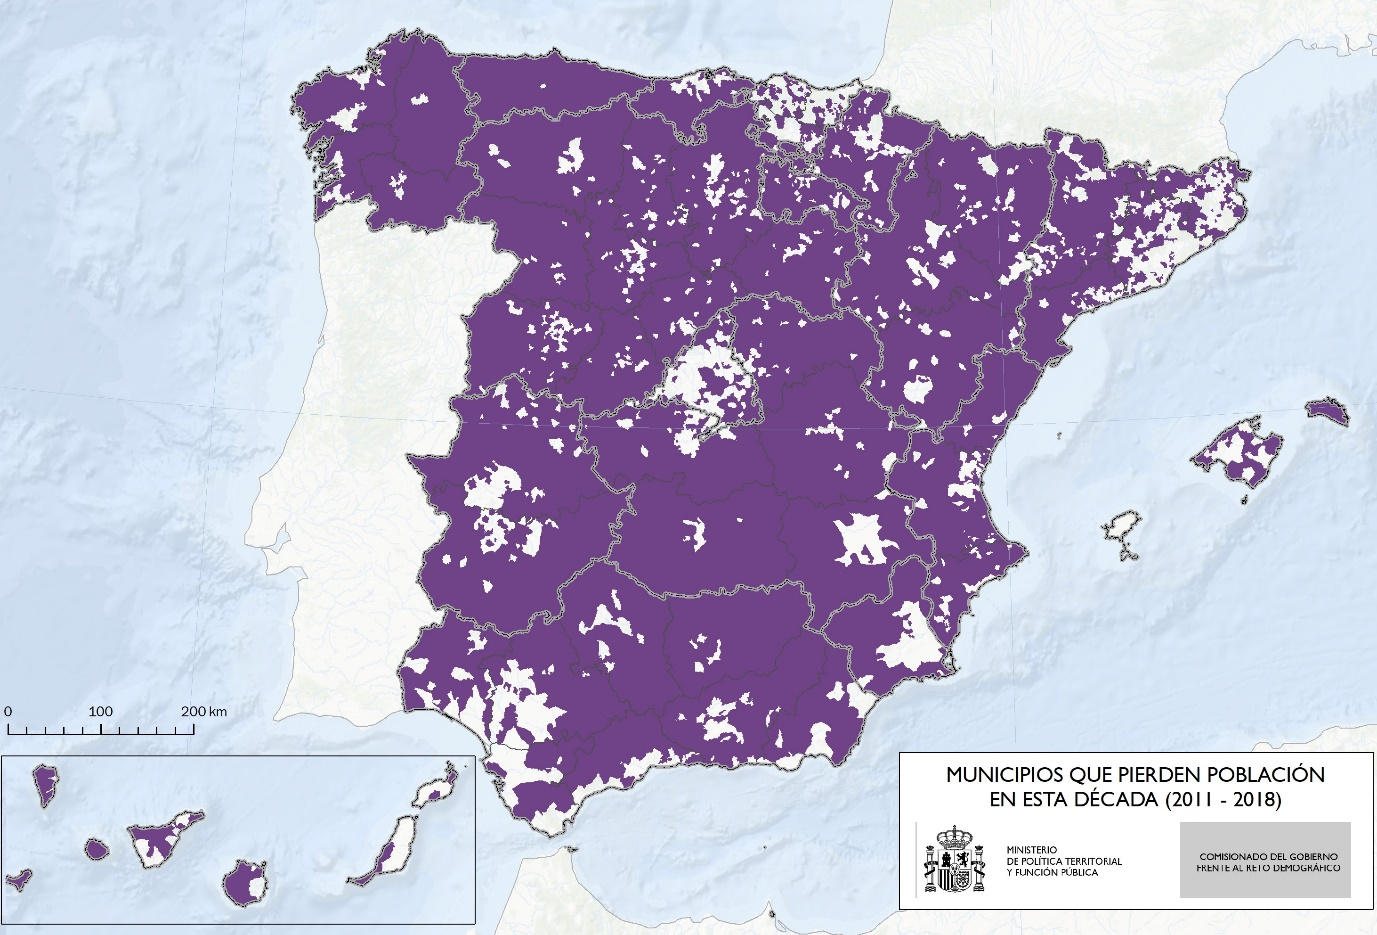 0 100 200 km
MUNICIPIOS QUE PIERDEN POBLACIÓN
EN ESTA DÉCADA (2011 - 2018)
MINISTERIO
DE POLÍTICA TERRITORIAL
Y FUNCIÓN PÚBLICA
COMISIONADO DEL GOBIERNO
FRENTE AL RETO DEMOGRÁFICO